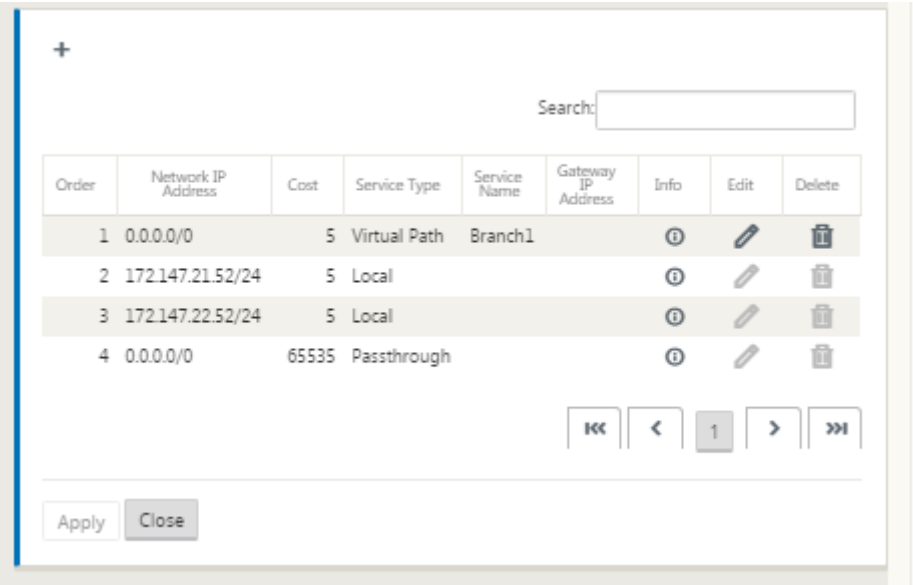 +
Search:
Order Network IP Address Cost Service Type Service Name Gateway IP Address Info Edit Delete
1 0.0.0.0/0 5 Virtual Path Branch1
2 172.147.21.52/24 5 Local
3 172.147.22.52/24 5 Local
4 0.0.0.0/0 65535 Passthrough
1
Apply Close